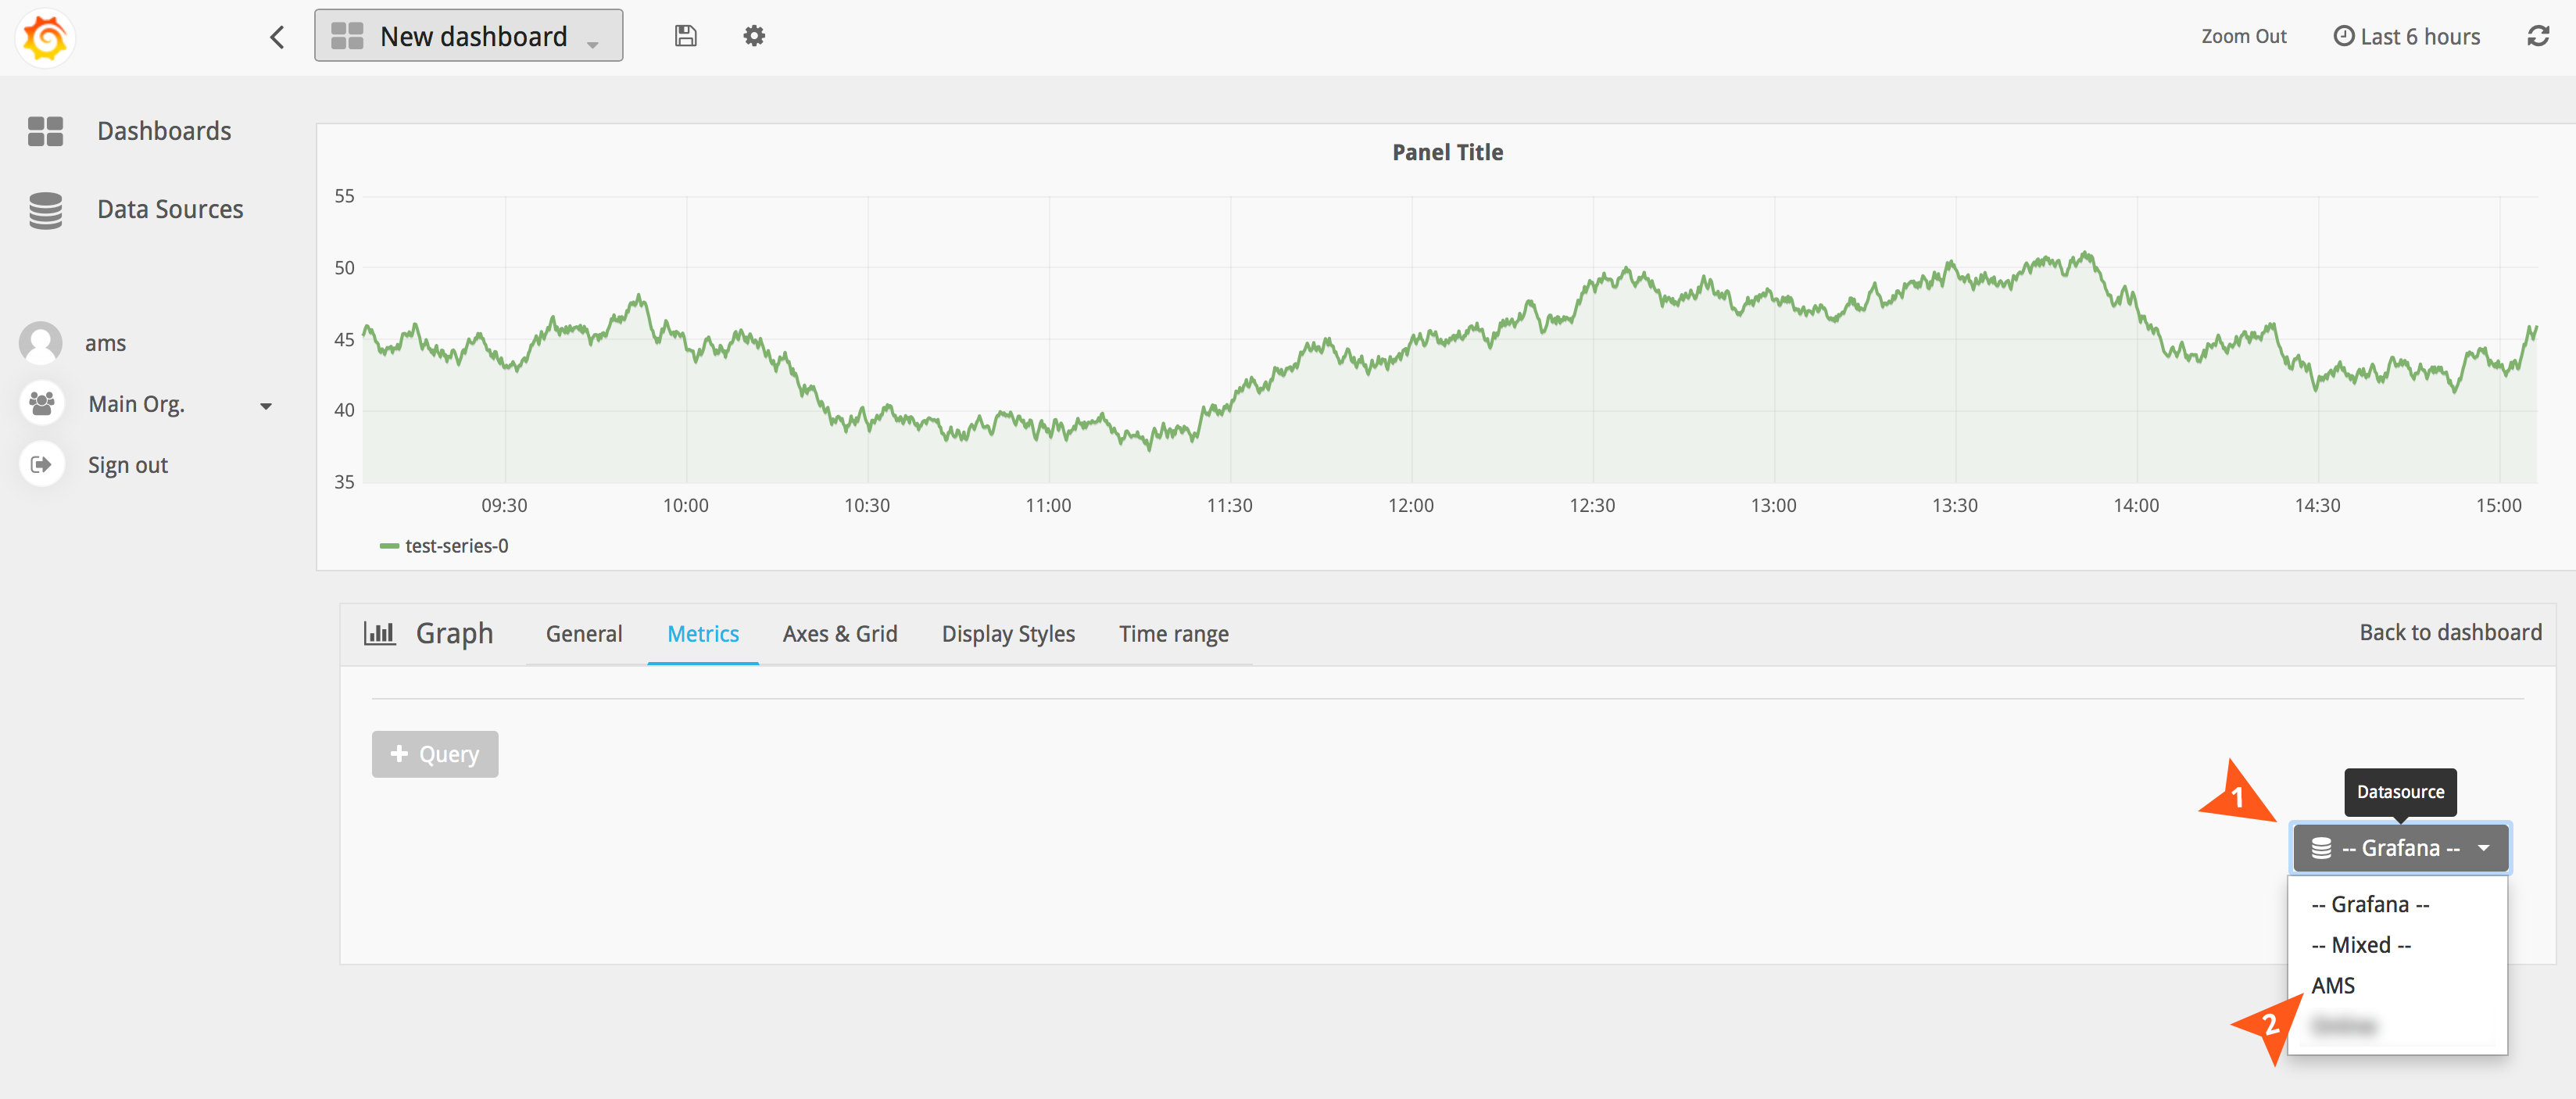 New dashboard
Zoom Out
Last 6 hours
Dashboards
Data Sources
ams
Main Org.
Sign out
Panel Title
55
50
45
40
35
09:30 10:00 10:30 11:00 11:30 12:00 12:30 13:00 13:30 14:00 14:30 15:00
test-series-0
Graph General Metrics Axes & Grid Display Styles Time range Back to dashboard
+ Query
1
Datasource
-- Grafana --
-- Grafana --
-- Mixed --
AMS
2